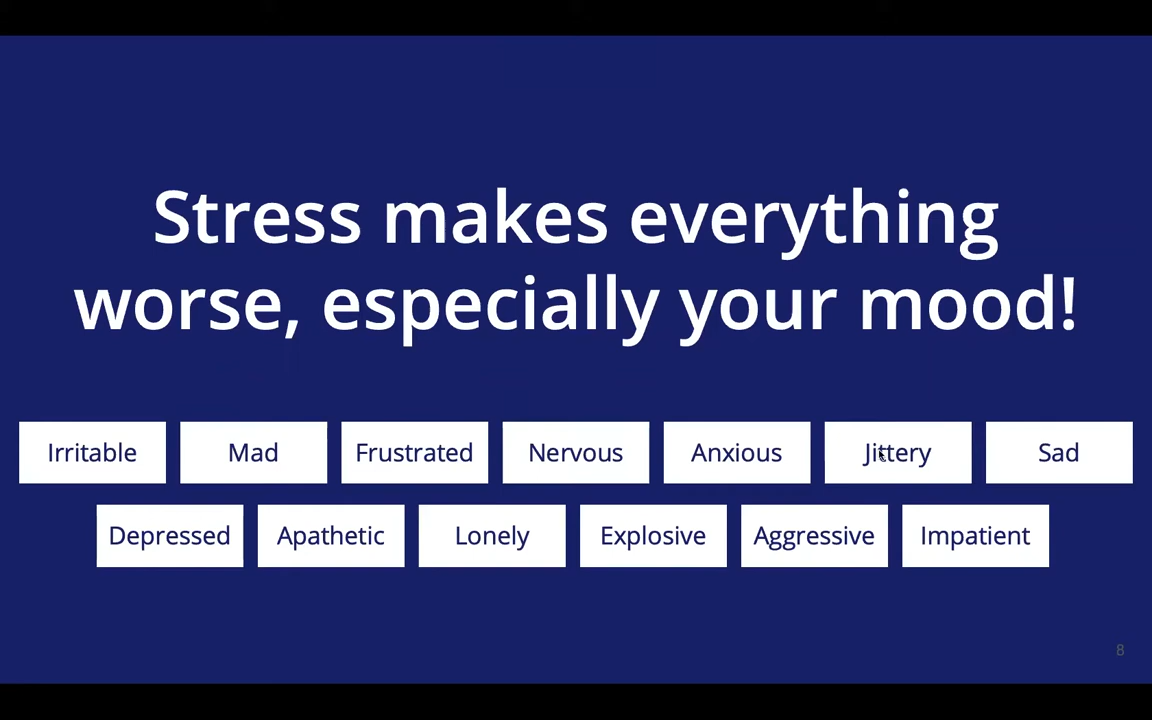 Stress makes everything
worse, especially your mood!
Irritable Mad Frustrated Nervous Anxious Jittery Sad
Depressed Apathetic Lonely Explosive Aggressive Impatient
8